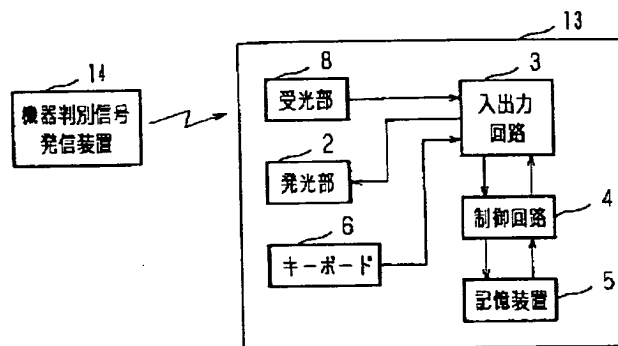 13
14
機器判別信号
発信装置
8
受光部
3
入出力
回路
2
発光部
4
制御回路
6
キーボード
5
記憶装置